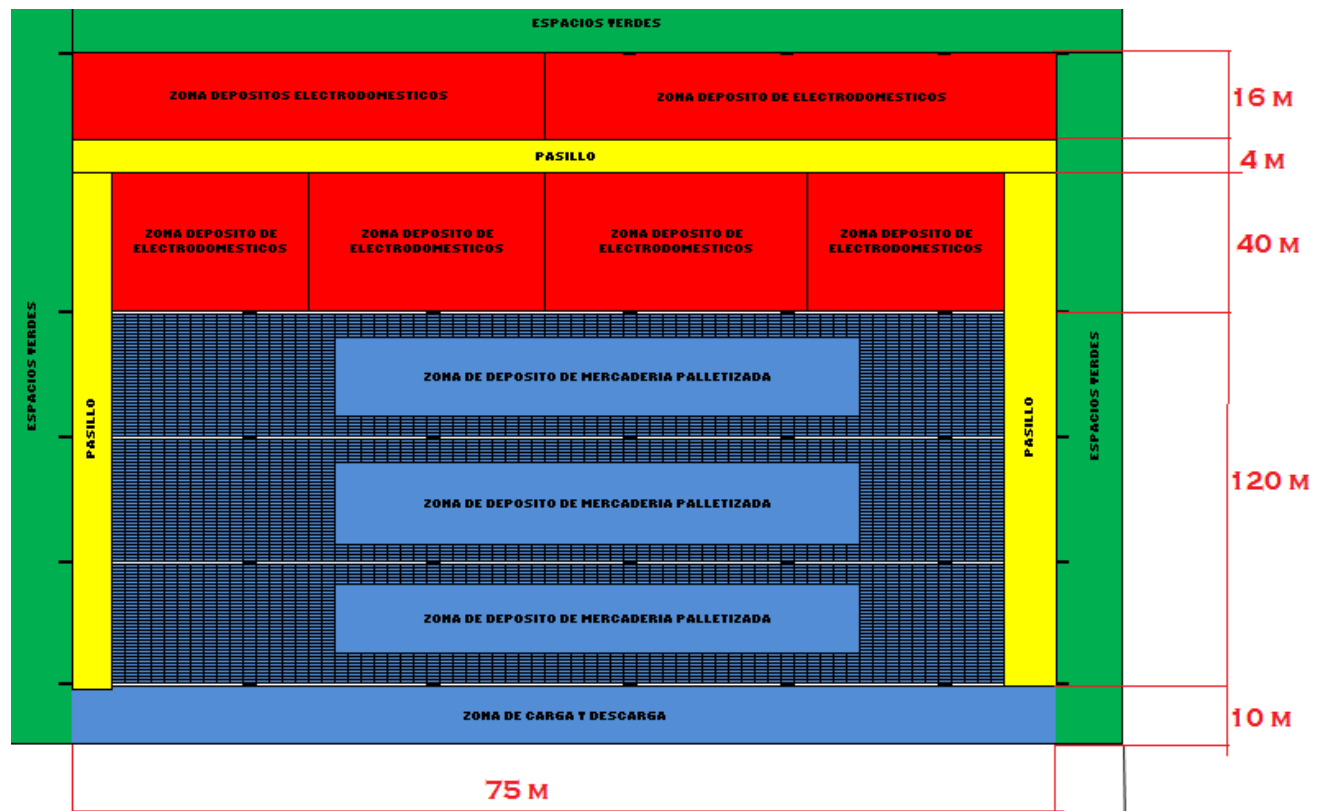 ESPACIOS VERDES
ZONA DEPOSITOS ELECTRODOMESTICOS
ZONA DEPOSITO DE ELECTRODOMESTICOS
16 M
PASILLO
4 M
ZONA DEPOSITO DE
ELECTRODOMESTICOS
ZONA DEPOSITO DE
ELECTRODOMESTICOS
ZONA DEPOSITO DE
ELECTRODOMESTICOS
ZONA DEPOSITO DE
ELECTRODOMESTICOS
40 M
ESPACIOS VERDES
PASILLO
ZONA DE DEPOSITO DE MERCADERIA PALLETIZADA
ZONA DE DEPOSITO DE MERCADERIA PALLETIZADA
ZONA DE DEPOSITO DE MERCADERIA PALLETIZADA
PASILLO
ESPACIOS VERDES
120 M
ZONA DE CARGA Y DESCARGA
10 M
75 M